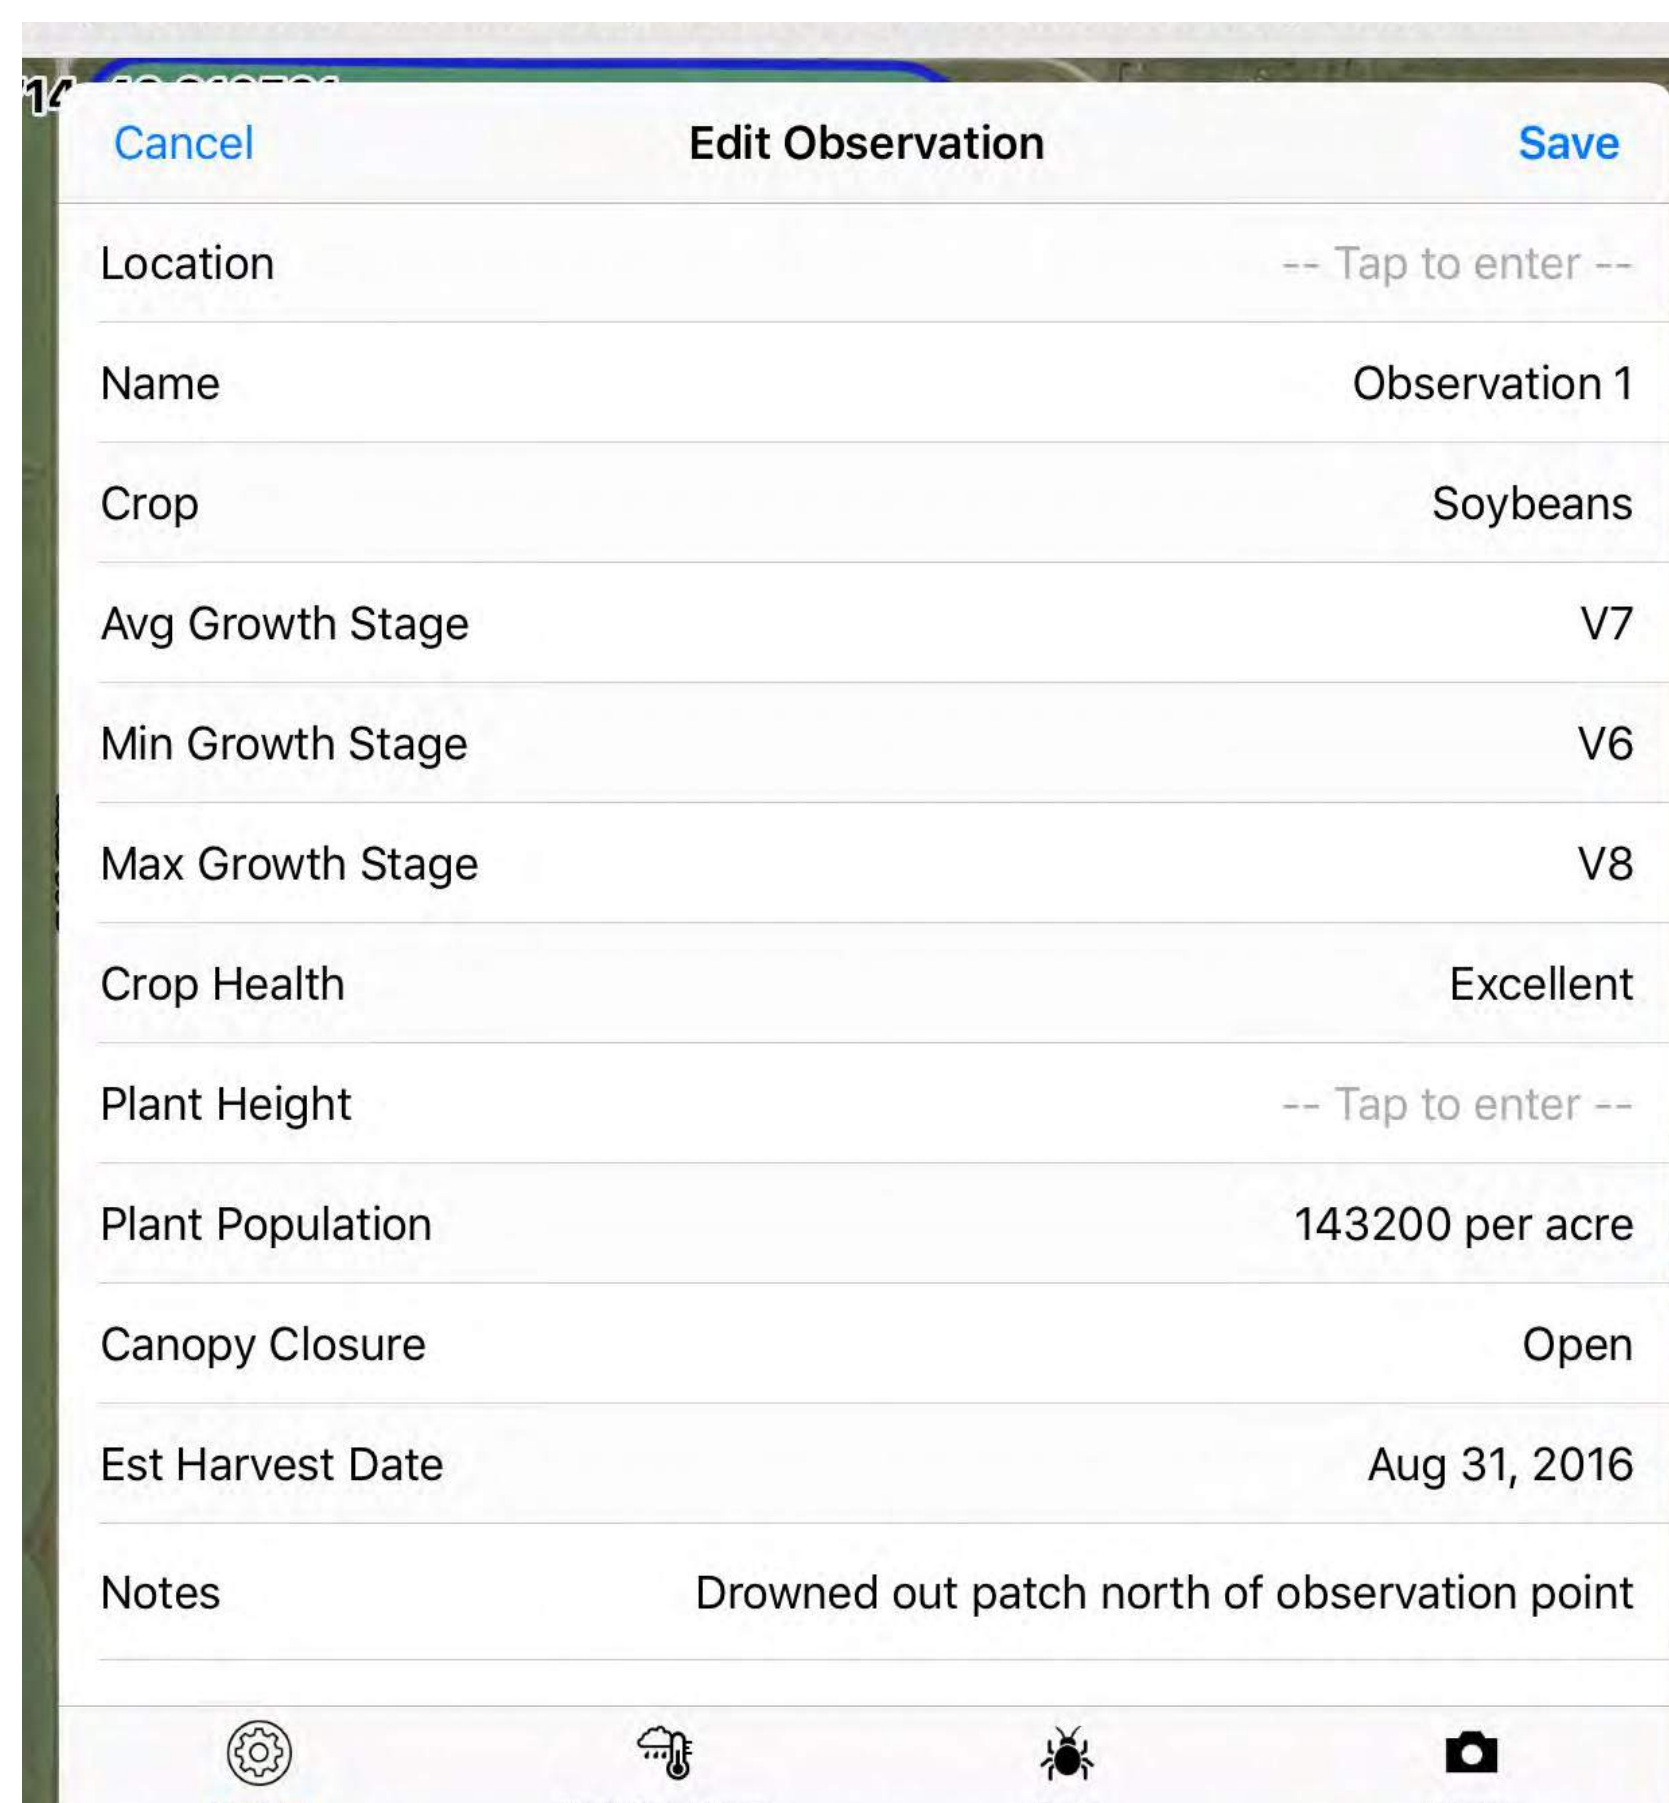 14
Cancel Edit Observation Save
Location -- Tap to enter --
Name Observation 1
Crop Soybeans
Avg Growth Stage V7
Min Growth Stage V6
Max Growth Stage V8
Crop Health Excellent
Plant Height -- Tap to enter --
Plant Population 143200 per acre
Canopy Closure Open
Est Harvest Date Aug 31, 2016
Notes Drowned out patch north of observation point